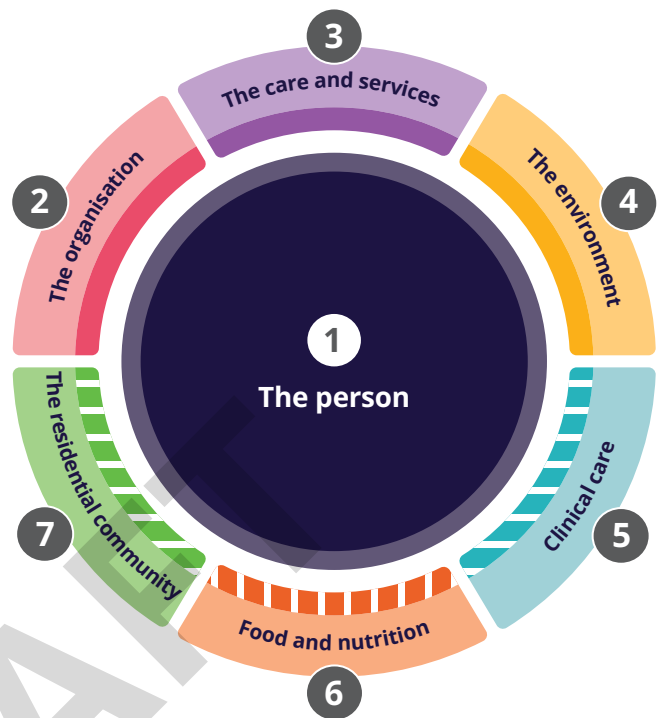 1
The person
2
The organisation
3
The care and services
4
The environment
5
Clinical care
6
Food and nutrition
7
The residential community